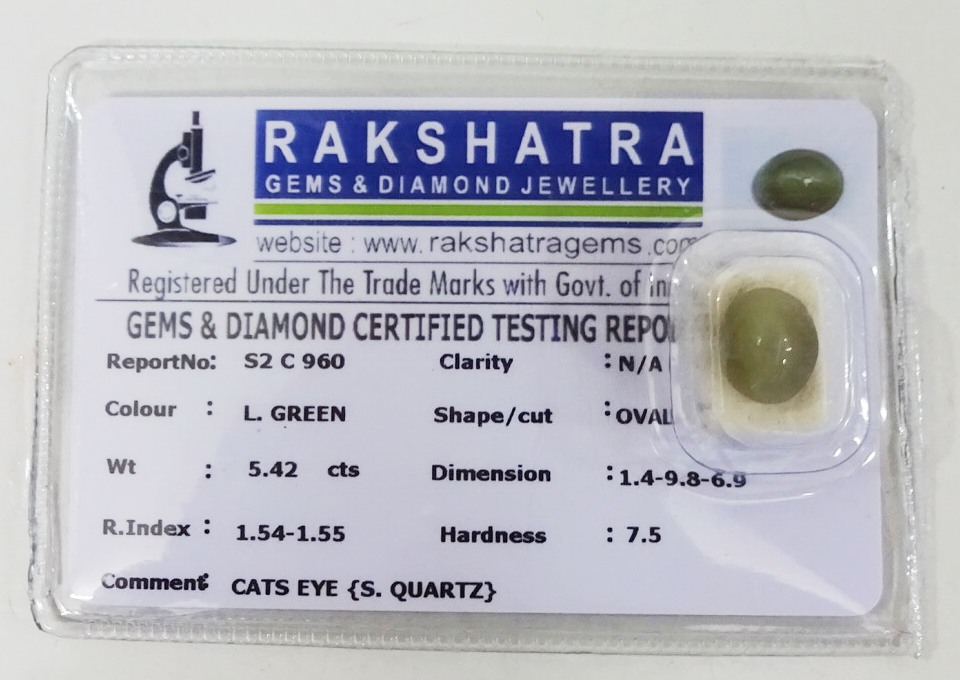 RAKSHATRA
GEMS & DIAMOND JEWELLERY
website : www. rakshatragems .com
Registered Under The Trade Marks with Govt. of
GEMS & DIAMOND CERTIFIED TESTING
ReportNo: S2 C 960 Clarity : N/A
Colour : L. GREEN Shape/cut : OVAL
Wt : 5.42 cts Dimension : 1.4-9.8-6.9
R.Index : 1.54-1.55 Hardness : 7.5
Comment: CATS EYE {S. QUARTZ}